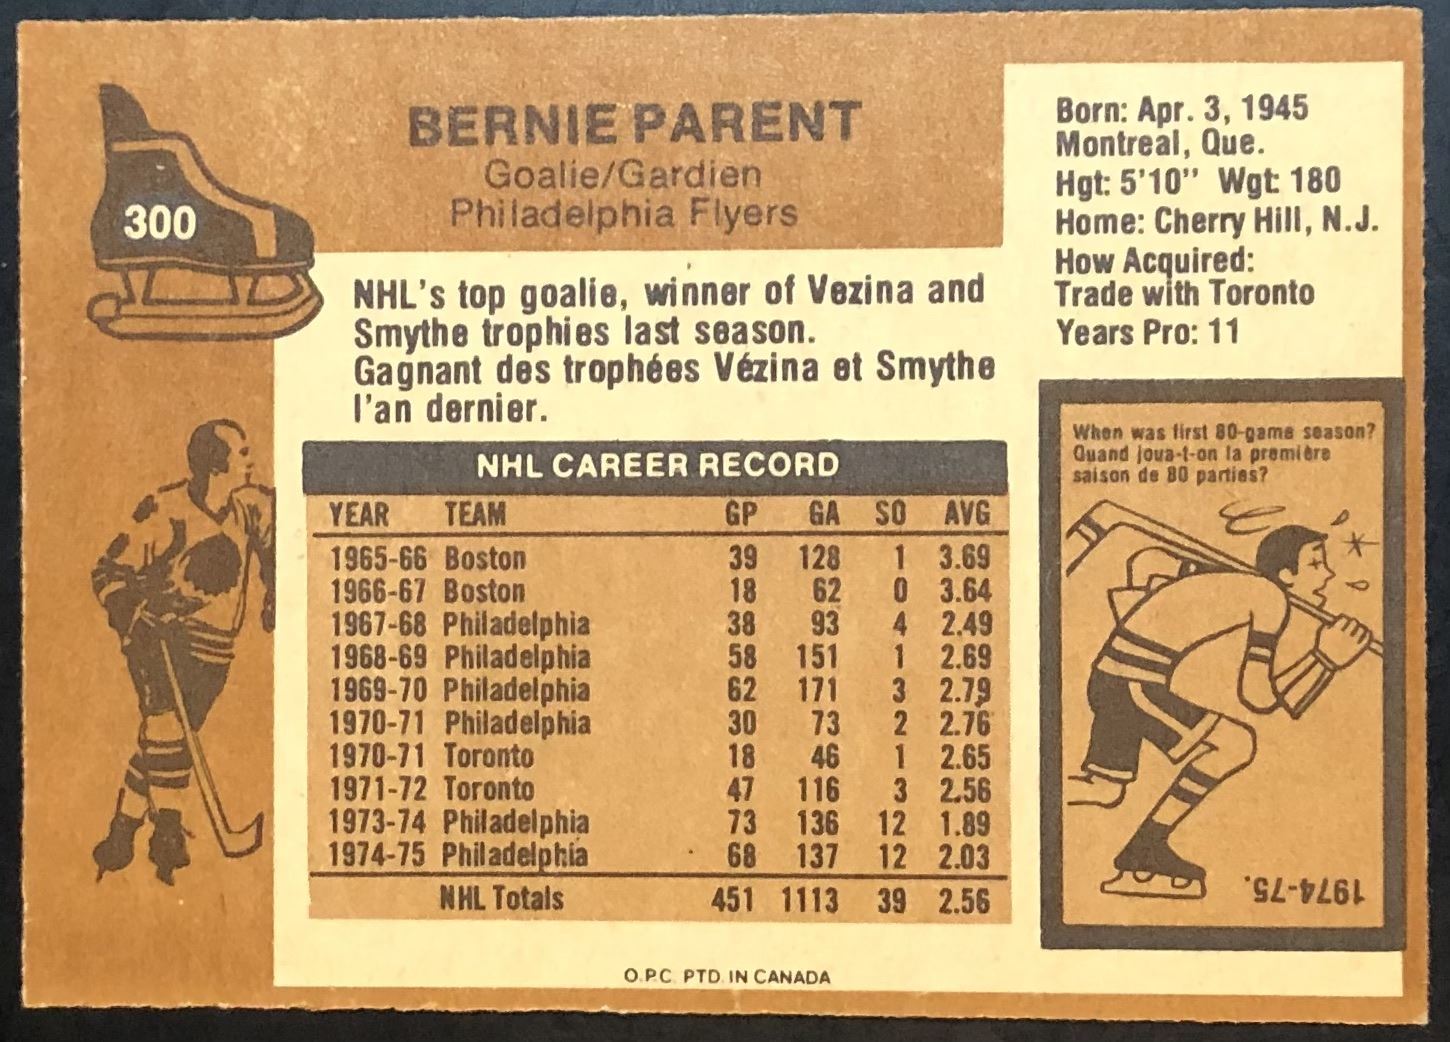 BERNIE PARENT
Goalie/Gardien
Philadelphia Flyers
300
Born: Apr. 3, 1945
Montreal, Que.
Hgt: 5'10" Wgt: 180
Home: Cherry Hill, N.J.
How Acquired:
Trade with Toronto
Years Pro: 11
NHL's top goalie, winner of Vezina and
Smythe trophies last season.
Gagnant des trophées Vézina et Smythe
l'an dernier.
NHL CAREER RECORD
YEAR TEAM GP GA SO AVG
1965-66 Boston 39 128 1 3.69
1966-67 Boston 18 62 0 3.64
1967-68 Philadelphia 38 93 4 2.49
1968-69 Philadelphia 58 151 1 2.69
1969-70 Philadelphia 62 171 3 2.79
1970-71 Philadelphia 30 73 2 2.76
1970-71 Toronto 18 46 1 2.65
1971-72 Toronto 47 116 3 2.56
1973-74 Philadelphia 73 136 12 1.89
1974-75 Philadelphia 68 137 12 2.03
NHL Totals 451 1113 39 2.56
When was first 80-game season?
Quand joua-t-on la première
saison de 80 parties?
1974-75.
O.P.C. PTD. IN CANADA